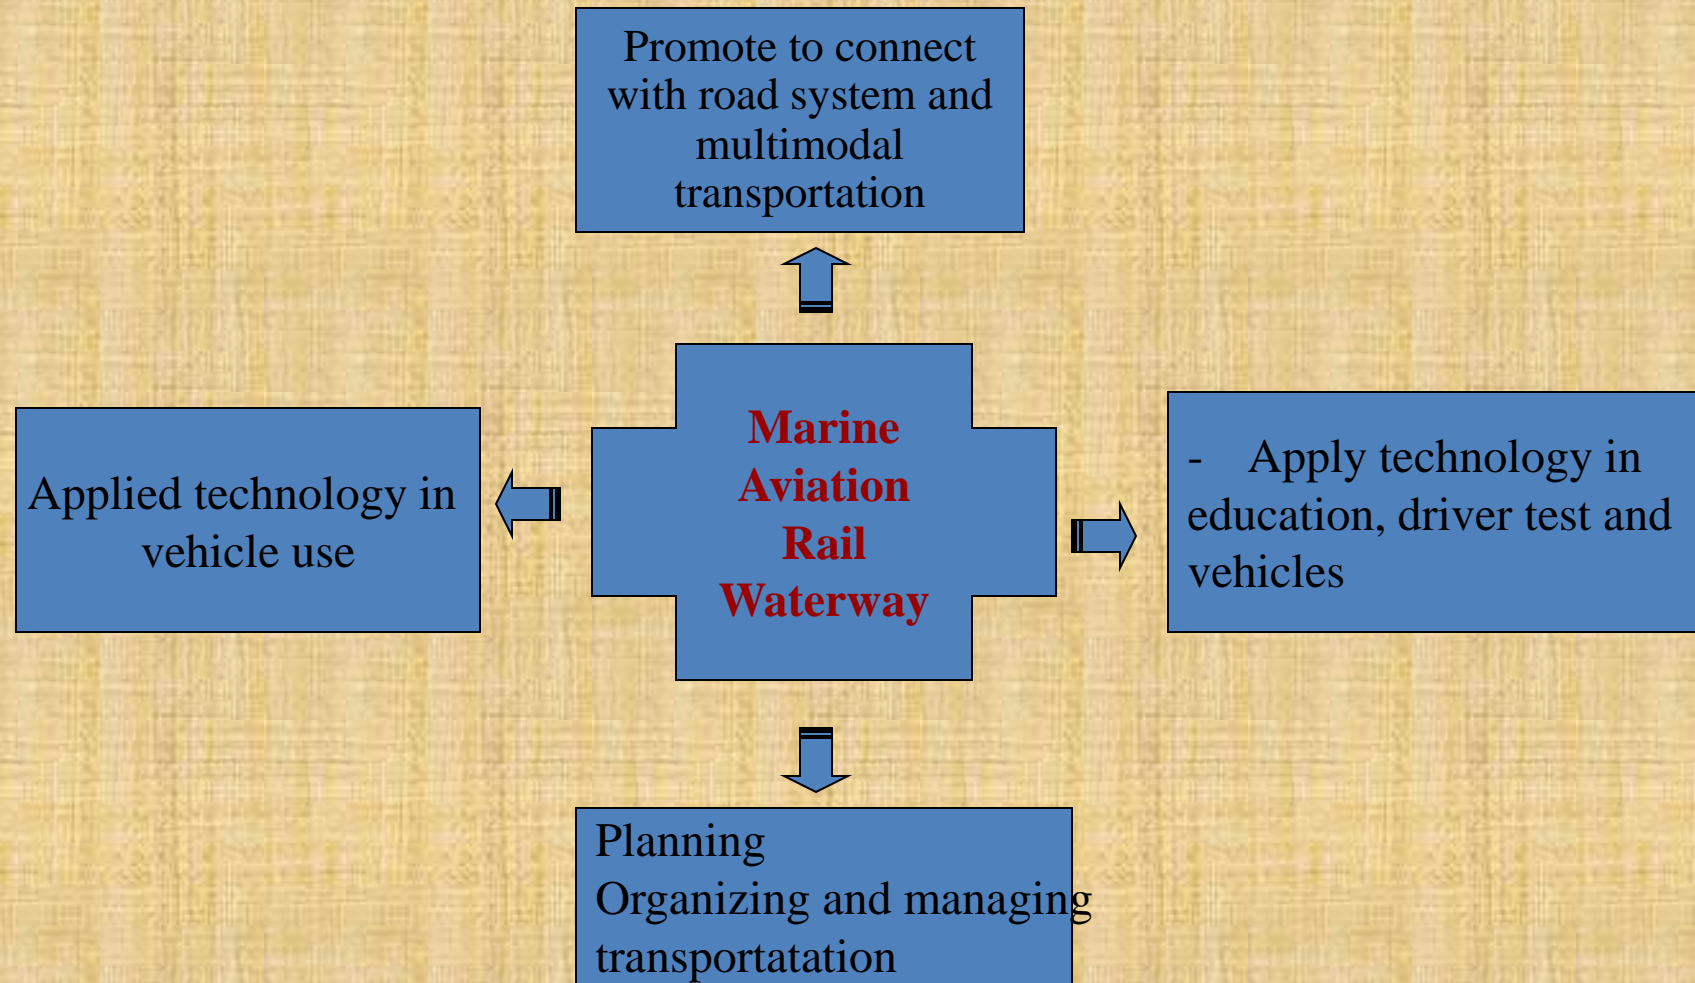 Promote to connect
with road system and
multimodal
transportation
Marine
Aviation
Rail
Waterway
Applied technology in
vehicle use
- Apply technology in
education, driver test and
vehicles
Planning
Organizing and managing
transportatation